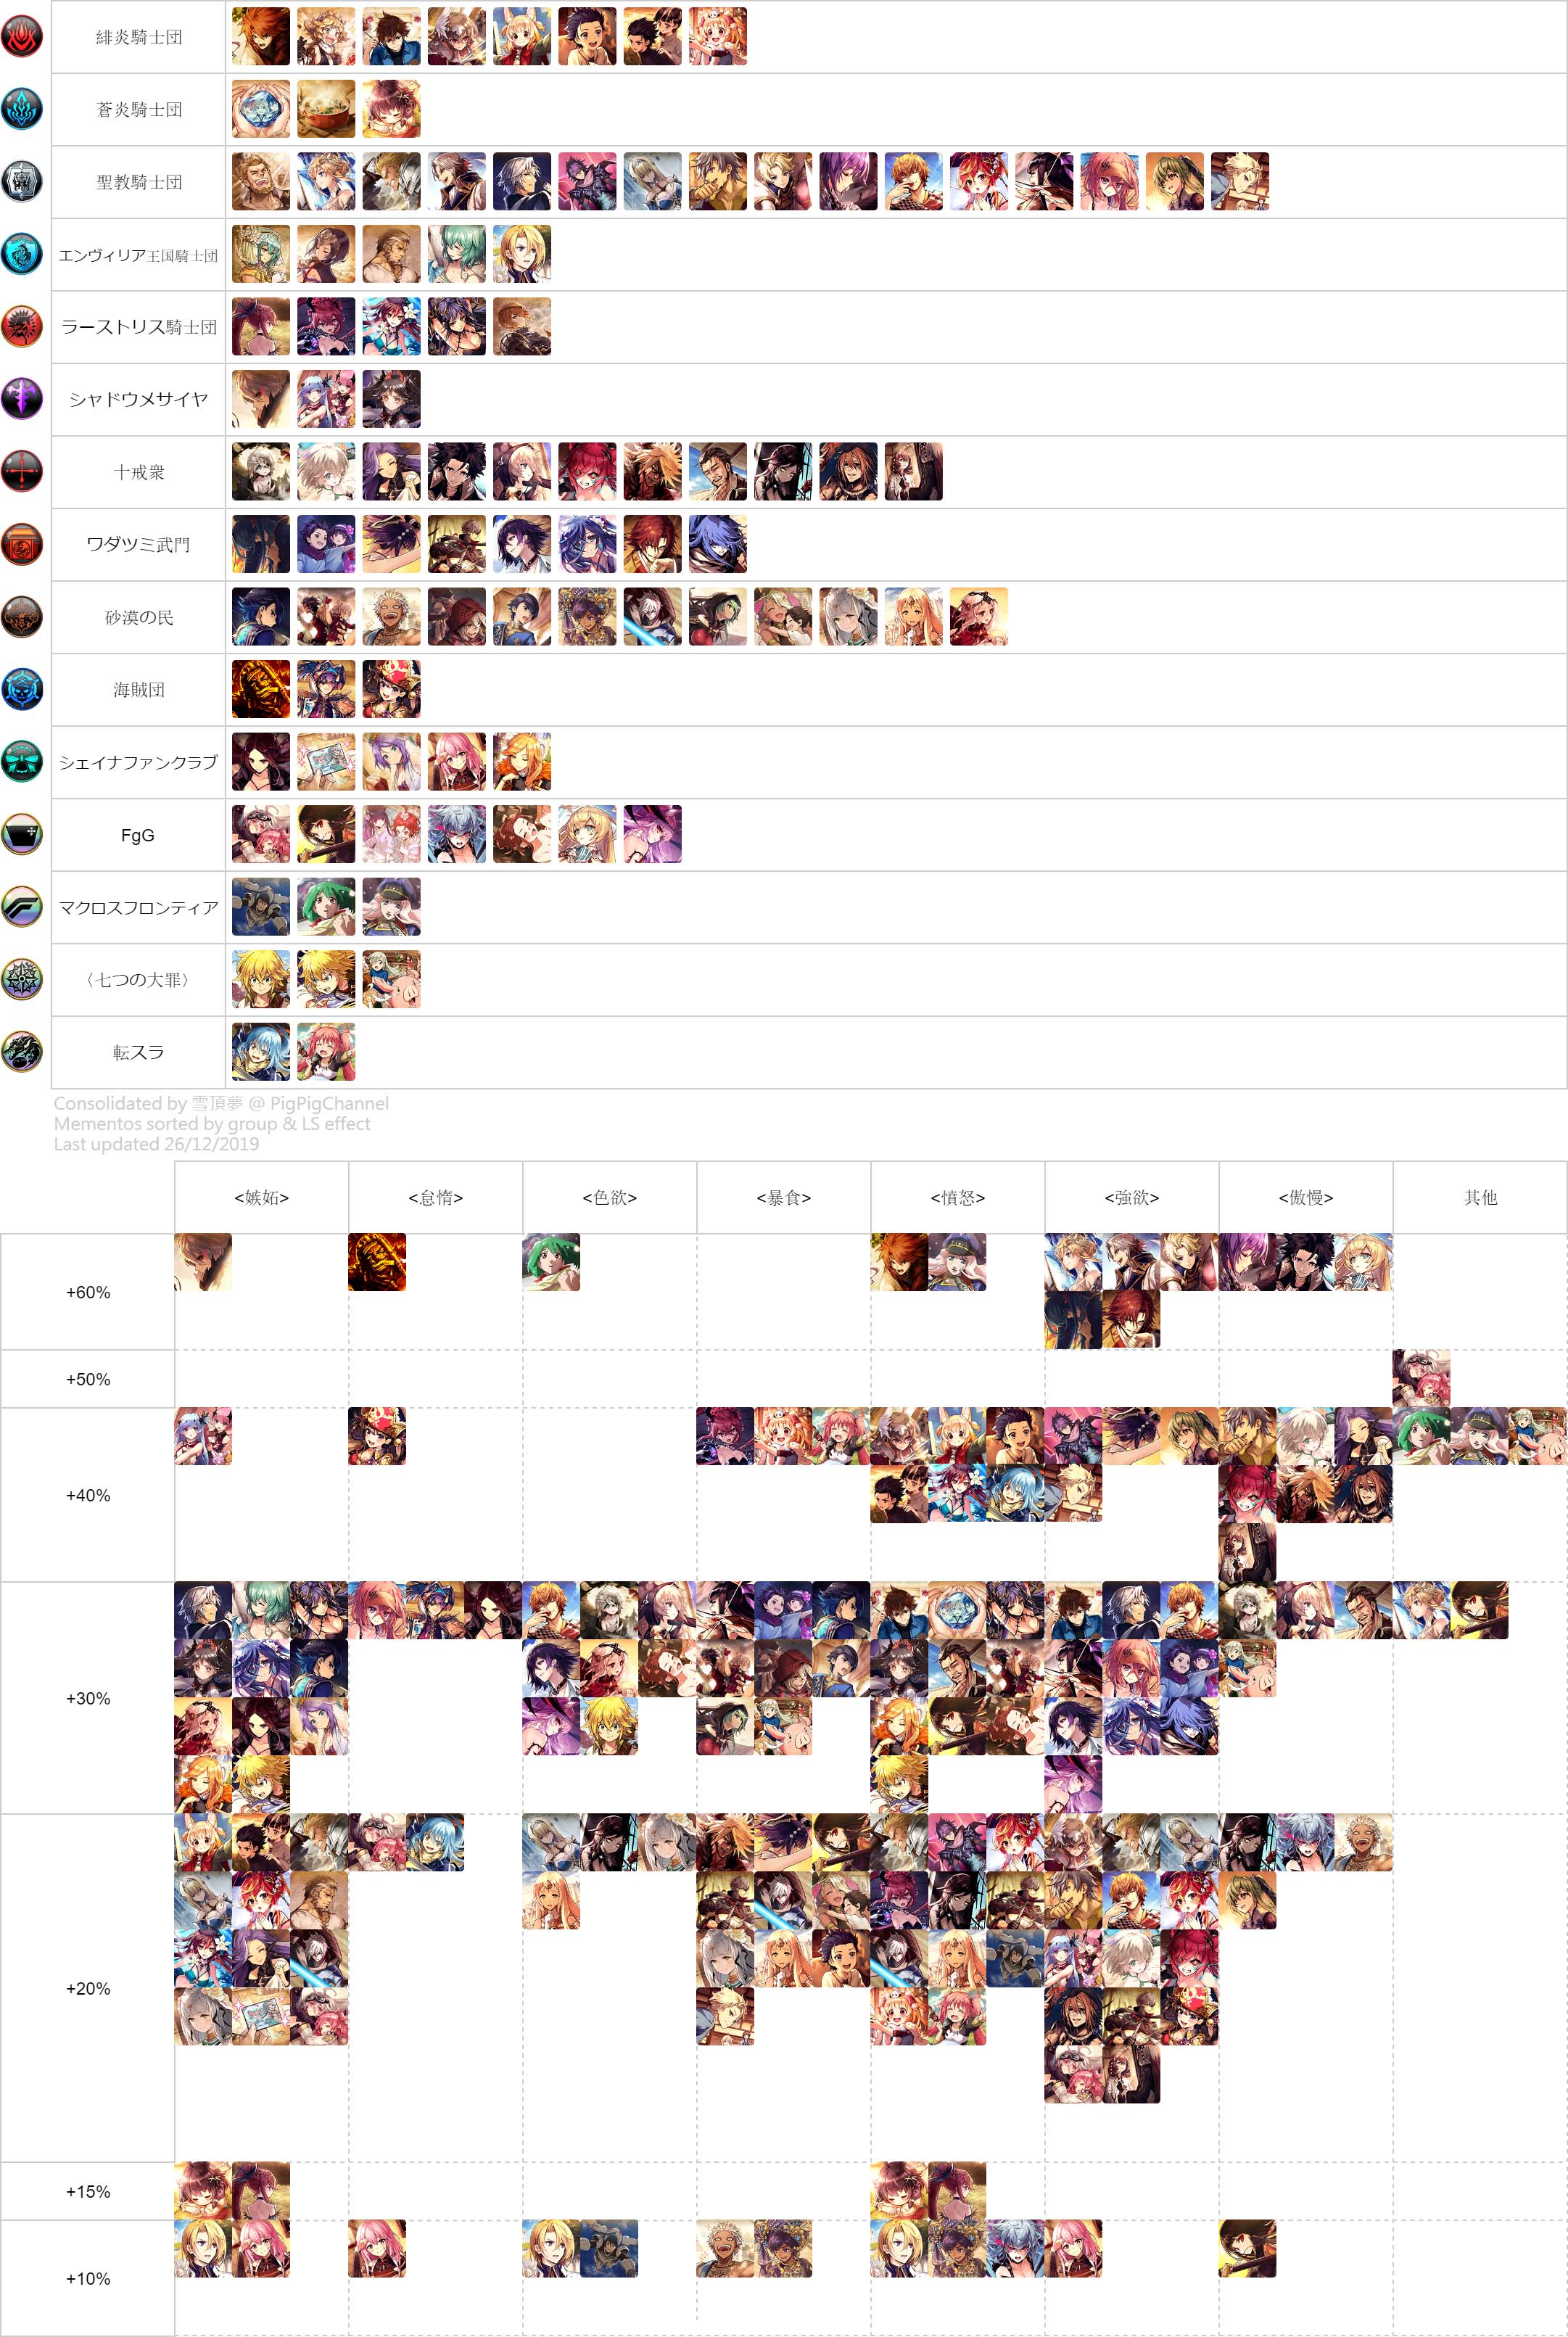 緋炎騎士団
蒼炎騎士団
聖教騎士団
エンヴィリア王国騎士団
ラーストリス騎士団
シャドウメサイヤ
十戒衆
ワダツミ武門
砂漠の民
海賊団
シェイナファンクラブ
FgG
マクロスフロンティア
〈七つの大罪〉
転スラ
Consolidated by 雪頂夢 @ PigPigChannel
Mementos sorted by group & LS effect
Last updated 26/12/2019
<嫉妬> <怠惰> <色欲> <暴食> <憤怒> <強欲> <傲慢> 其他
+60%
+50%
+40%
+30%
+20%
+15%
+10%